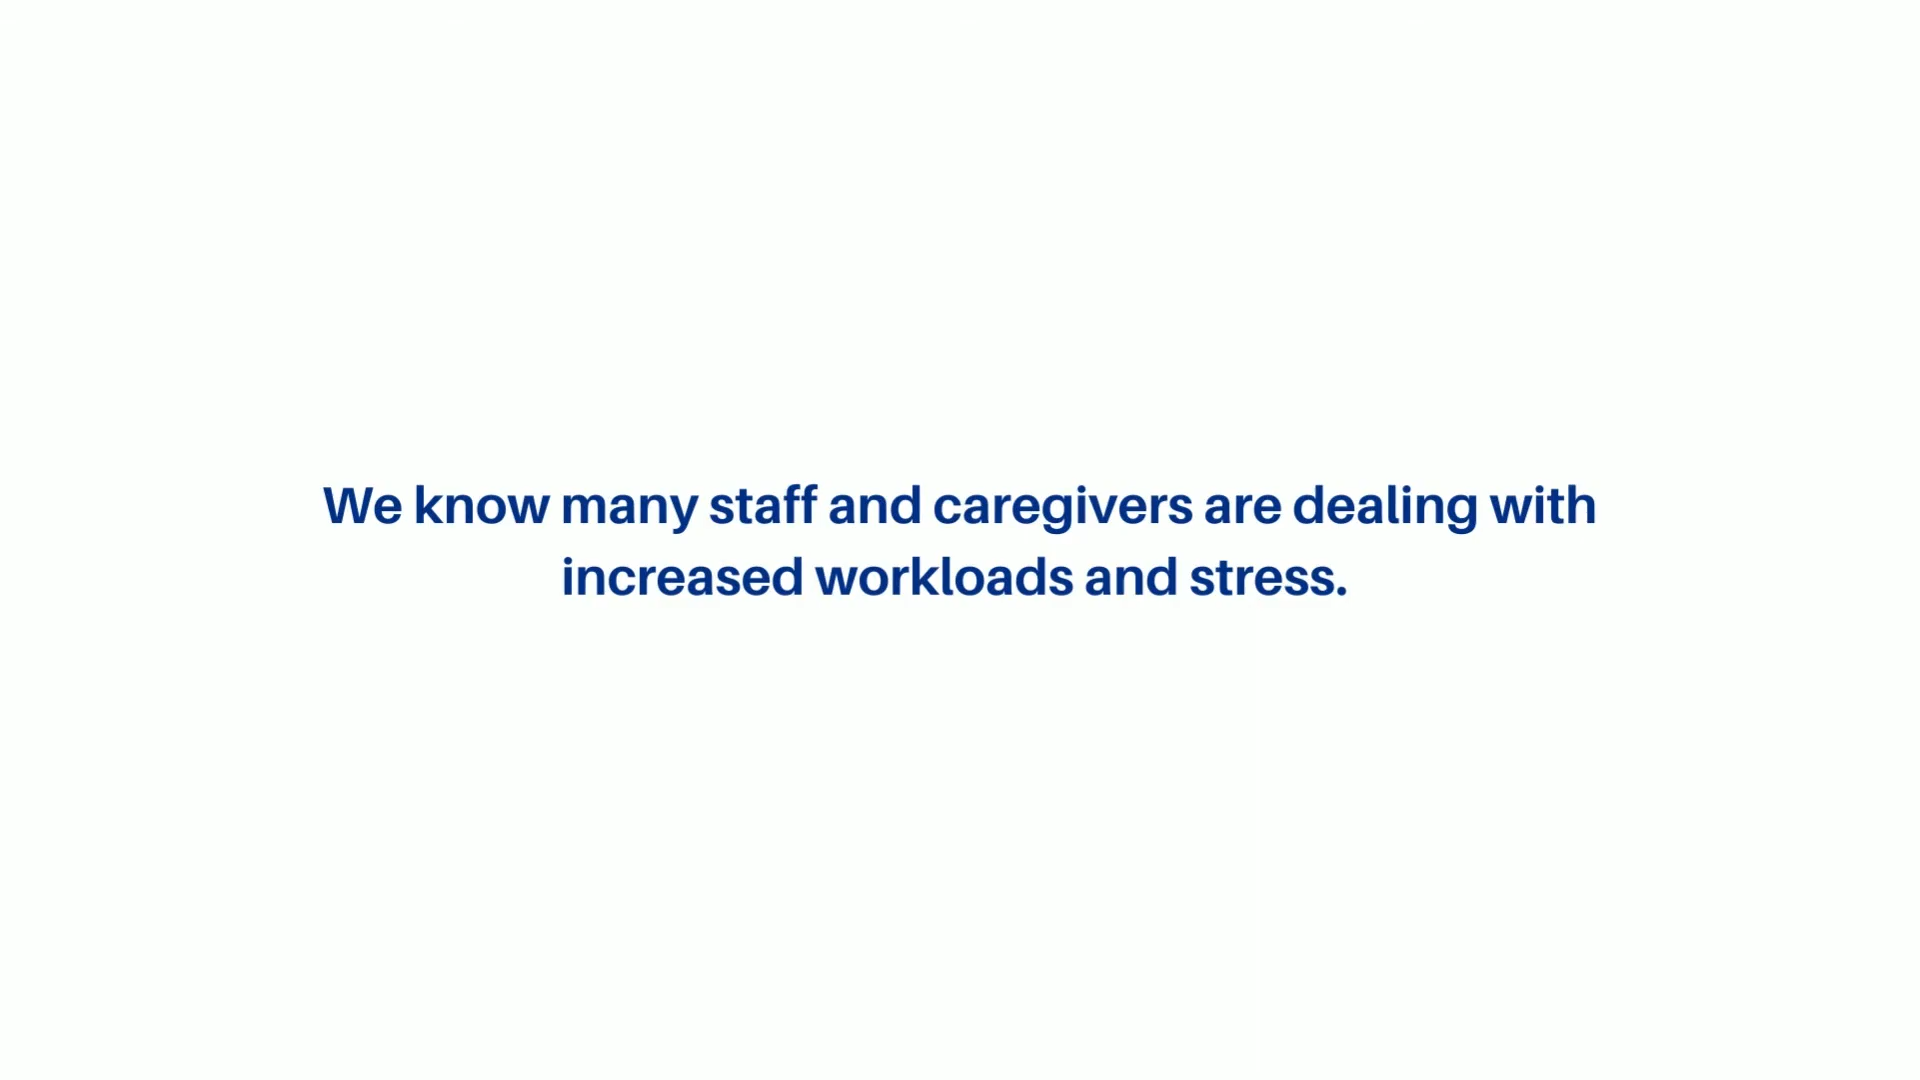 We know many staff and caregivers are dealing with
increased workloads and stress.